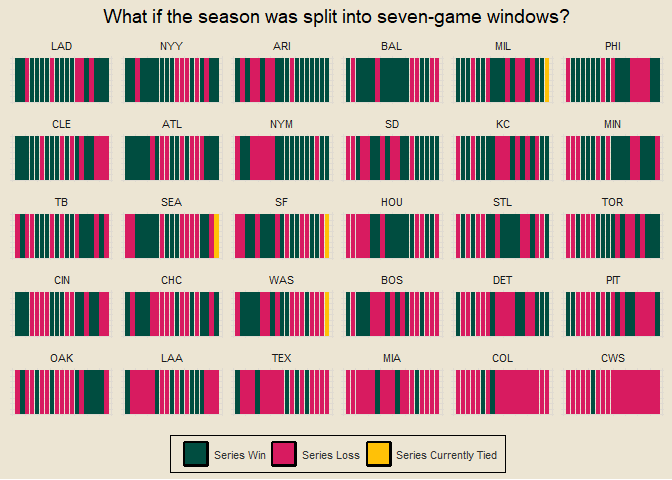 What if the season was split into seven-game windows?
LAD NYY ARI BAL MIL PHI
CLE ATL NYM SD KC MIN
TB SEA SF HOU STL TOR
CIN CHC WAS BOS DET PIT
OAK LAA TEX MIA COL CWS
Series Win Series Loss Series Currently Tied